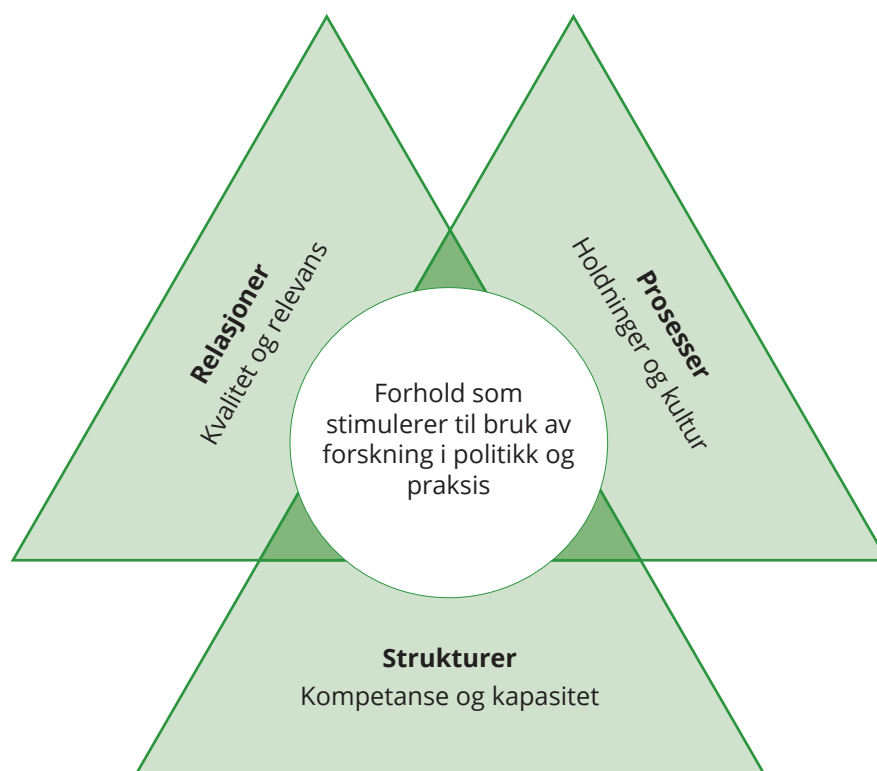 Relasjoner
Kvalitet og relevans
Prosesser
Holdninger og kultur
Forhold som
stimulerer til bruk av
forskning i politikk og
praksis
Strukturer
Kompetanse og kapasitet